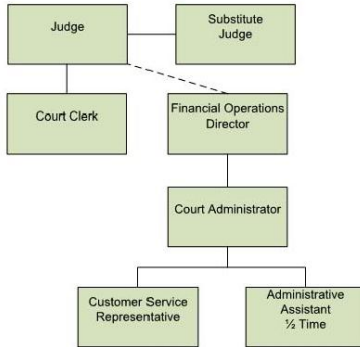 Judge
Substitute
Judge
Court Clerk
Financial Operations
Director
Court Administrator
Customer Service
Representative
Administrative
Assistant
½ Time